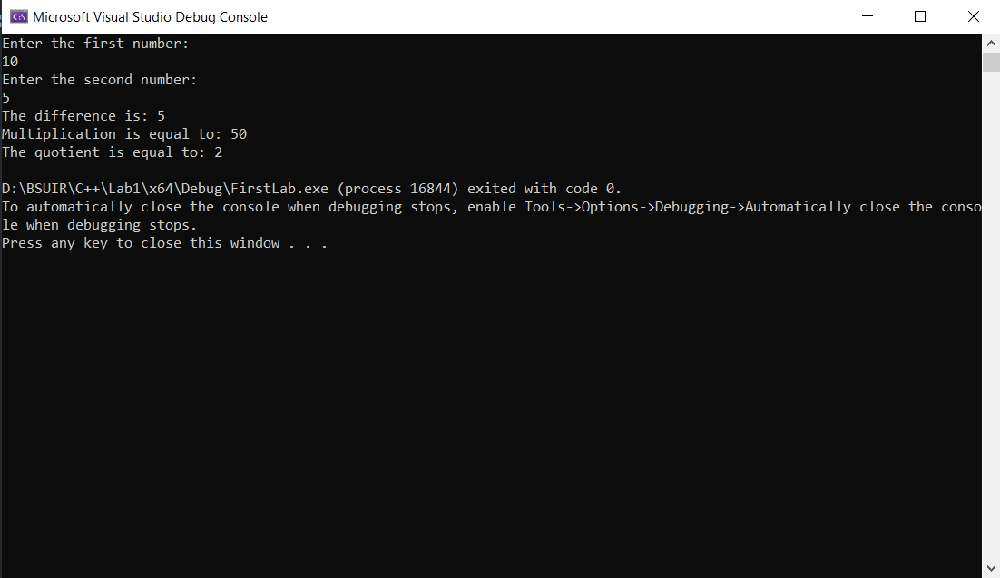 Microsoft Visual Studio Debug Console
Enter the first number:
10
Enter the second number:
5
The difference is: 5
Multiplication is equal to: 50
The quotient is equal to: 2
D:\BSUIR\C++\Lab1\x64\Debug\FirstLab.exe (process 16844) exited with code 0.
To automatically close the console when debugging stops, enable Tools->Options->Debugging->Automatically close the conso
le when debugging stops.
Press any key to close this window . . .